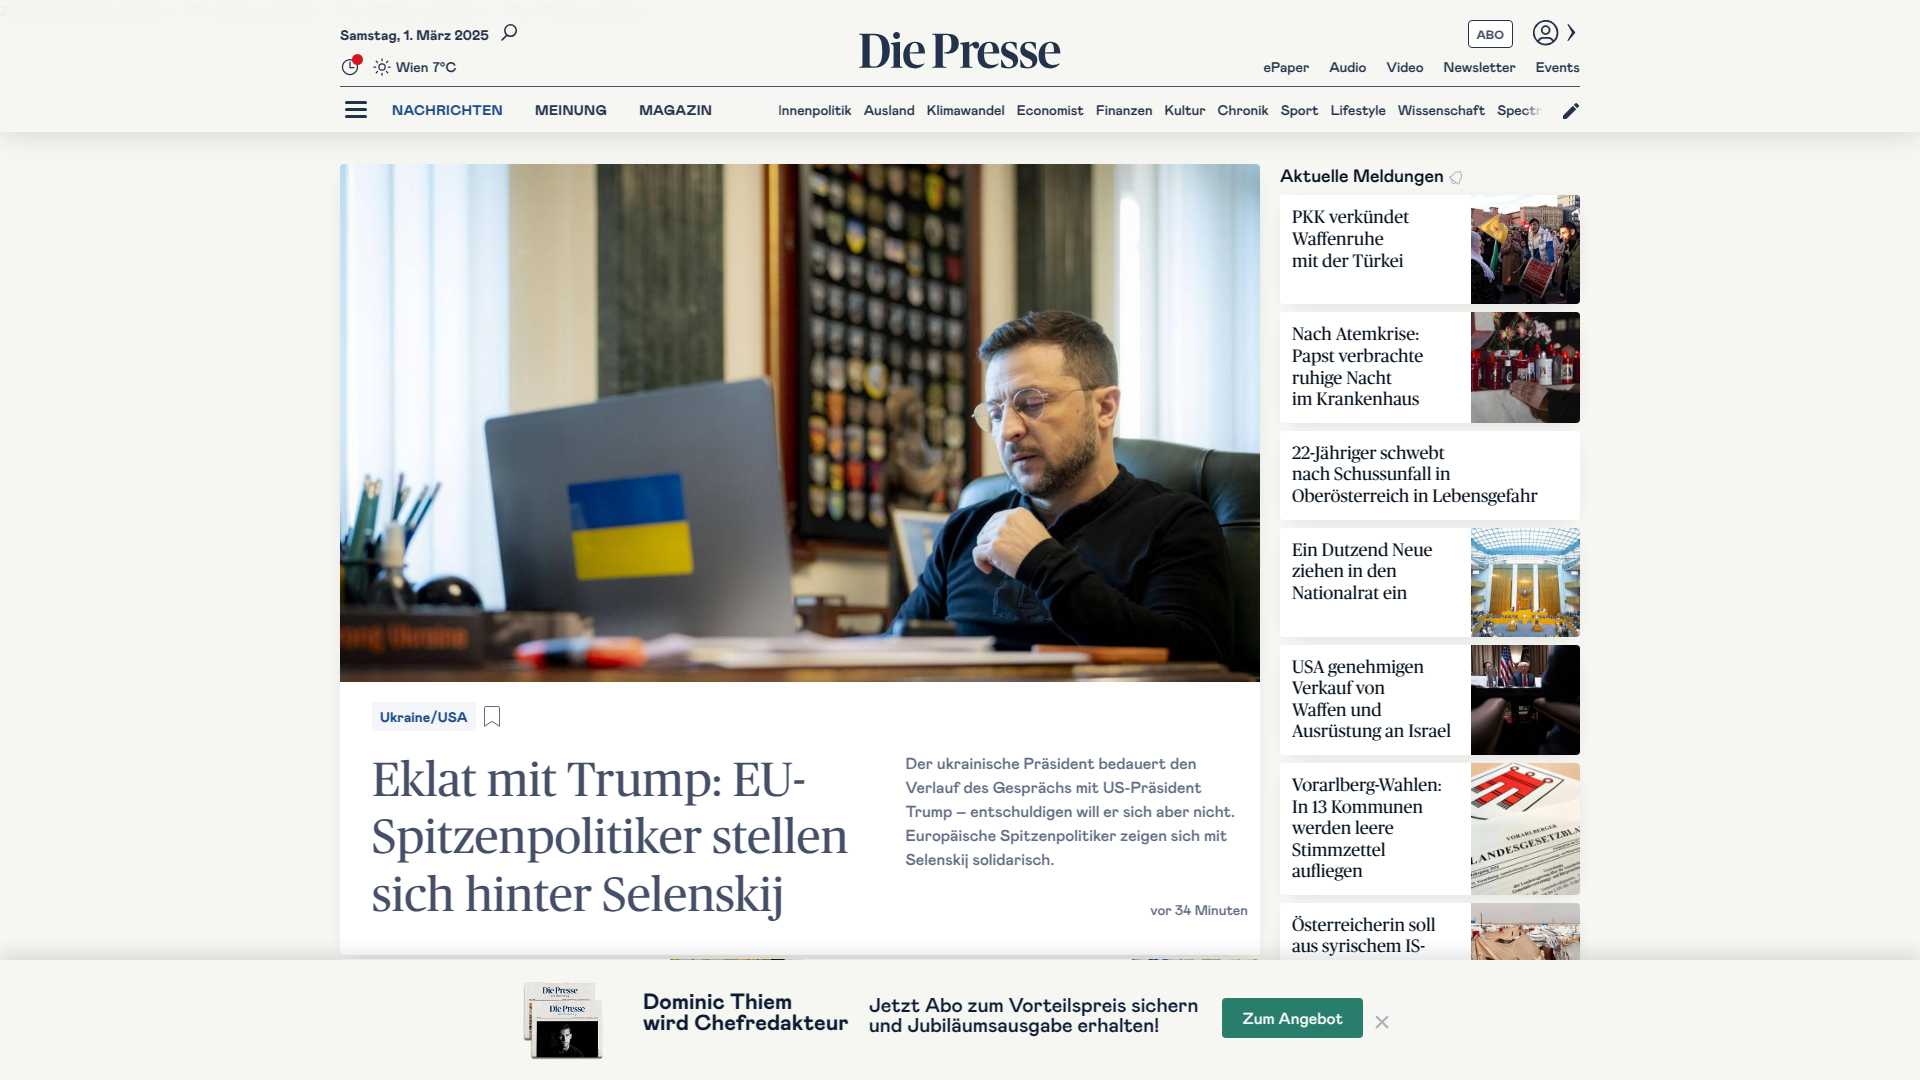 Samstag, 1. März 2025
Wien 7°C
Die Presse
ABO
ePaper Audio Video Newsletter Events
NACHRICHTEN MEINUNG MAGAZIN
Innenpolitik Ausland Klimawandel Economist Finanzen Kultur Chronik Sport Lifestyle Wissenschaft
Ukraine/USA
Eklat mit Trump: EU-
Spitzenpolitiker stellen
sich hinter Selenskij
Der ukrainische Präsident bedauert den
Verlauf des Gesprächs mit US-Präsident
Trump – entschuldigen will er sich aber nicht.
Europäische Spitzenpolitiker zeigen sich mit
Selenskij solidarisch.
vor 34 Minuten
Aktuelle Meldungen
PKK verkündet
Waffenruhe
mit der Türkei
Nach Atemkrise:
Papst verbrachte
ruhige Nacht
im Krankenhaus
22-Jähriger schwebt
nach Schussunfall in
Oberösterreich in Lebensgefahr
Ein Dutzend Neue
ziehen in den
Nationalrat ein
USA genehmigen
Verkauf von
Waffen und
Ausrüstung an Israel
Vorarlberg-Wahlen:
In 13 Kommunen
werden leere
Stimmzettel
aufliegen
VORARLBERGER
LANDESGESETZBLA
Österreicherin soll
aus syrischem IS-
Die Presse
Die Presse
Dominic Thiem
wird Chefredakteur
Jetzt Abo zum Vorteilspreis sichern
und Jubiläumsausgabe erhalten!
Zum Angebot